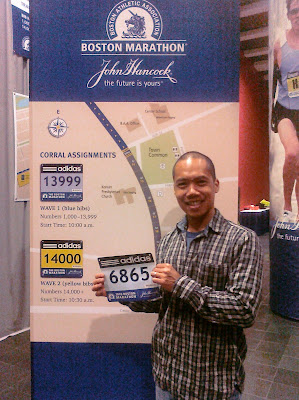 BOSTON ATHLETIC ASSOCIATION
BOSTON MARATHON
John Hancock
the future is yours
Town
Common
CORRAL ASSIGNMENTS
adidas
13999
WAVE 1 (blue bibs)
Numbers 1,000 -13,999
Start Time: 10:00 a.m.
adidas
14000
WAVE 2 (yellow bibs)
Numbers 14,000
Start Time: 10:30 a.m.
adidas
6865
BOSTON MARATHON